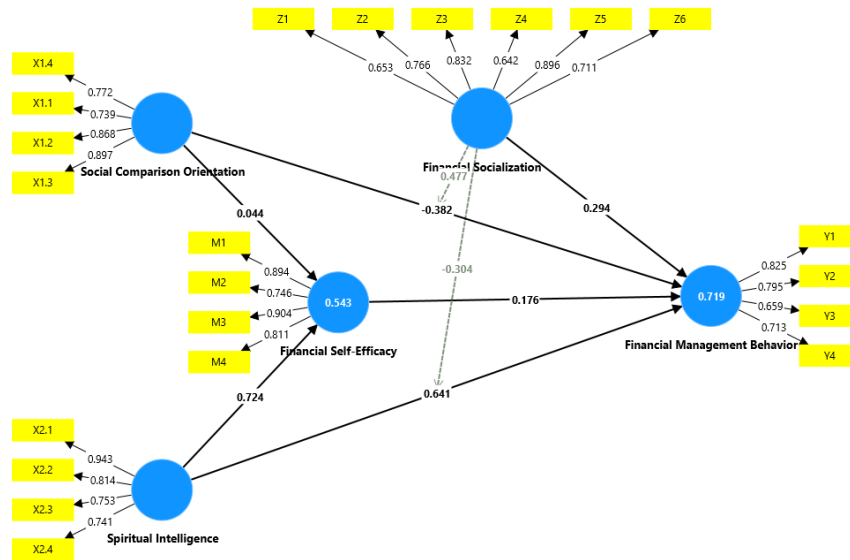 Z1
Z2
Z3
Z4
Z5
Z6
0.653
0.766
0.832
0.642
0.896
0.711
X1.4
X1.1
X1.2
X1.3
0.772
0.739
0.868
0.897
Social Comparison Orientation
Financial Socialization
0.477
-0.382
0.294
0.044
-0.304
M1
M2
M3
M4
0.894
0.746
0.904
0.811
0.543
Financial Self-Efficacy
0.176
0.719
Financial Management Behavior
Y1
Y2
Y3
Y4
0.825
0.795
0.659
0.713
0.724
0.641
X2.1
X2.2
X2.3
X2.4
0.943
0.814
0.753
0.741
Spiritual Intelligence